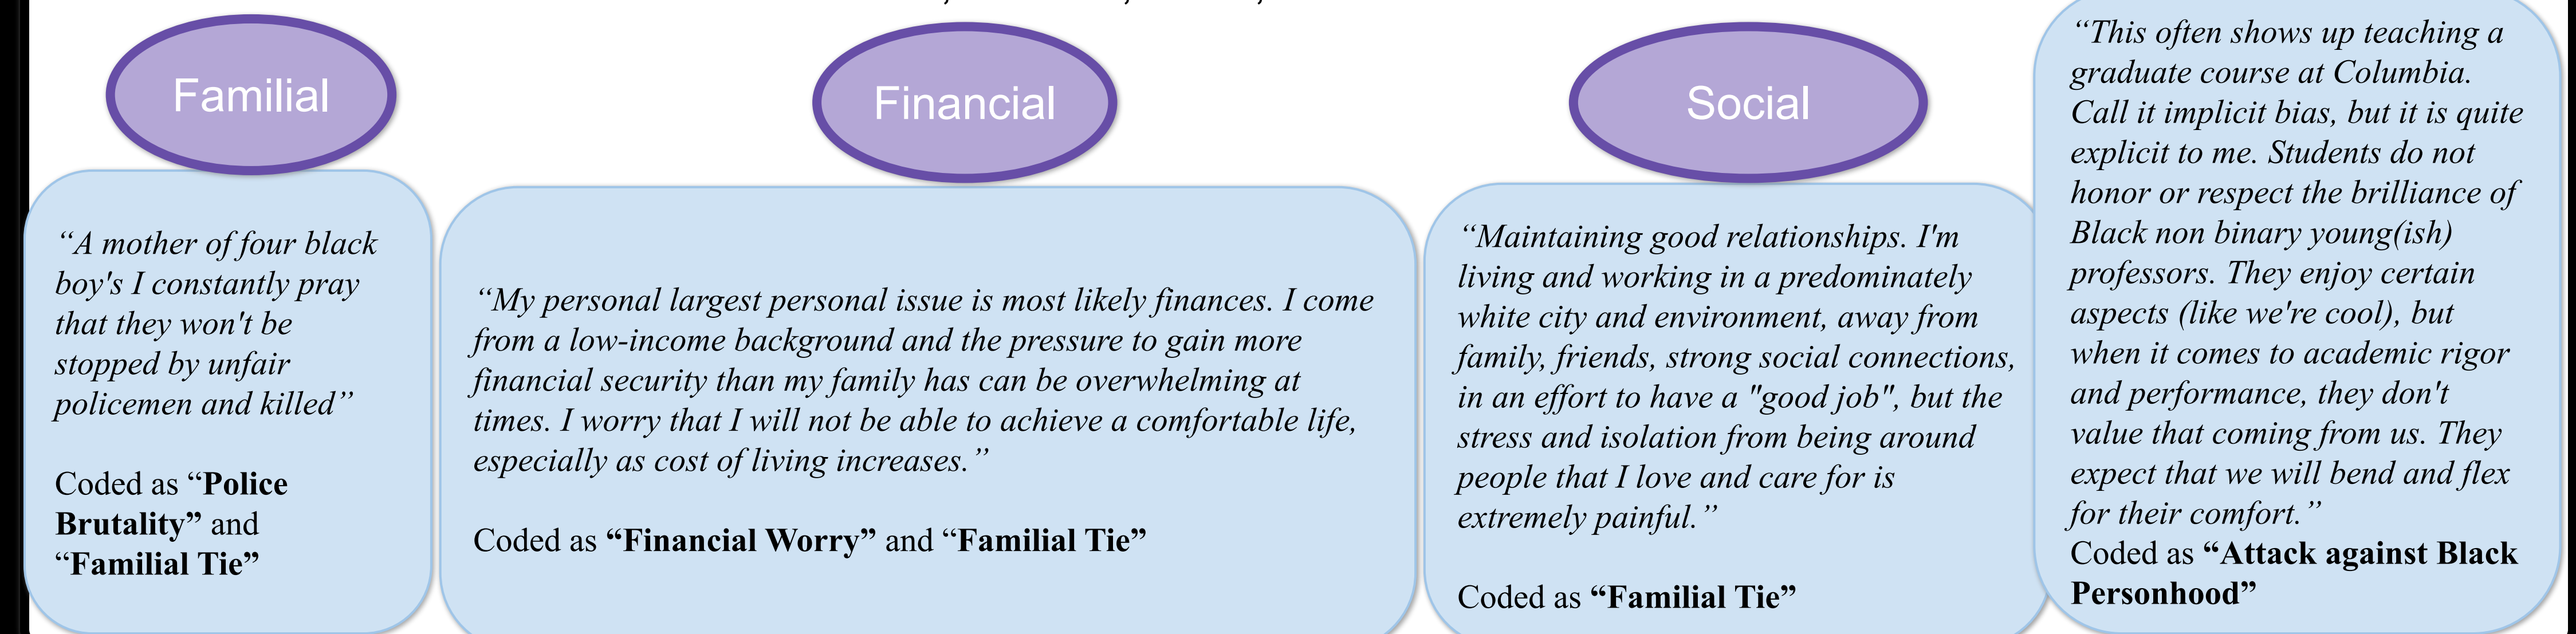 Familial
“A mother of four black
boy's I constantly pray
that they won't be
stopped by unfair
policemen and killed”
Coded as “Police
Brutality” and
“Familial Tie”
Financial
“My personal largest personal issue is most likely finances. I come
from a low-income background and the pressure to gain more
financial security than my family has can be overwhelming at
times. I worry that I will not be able to achieve a comfortable life,
especially as cost of living increases.”
Coded as “Financial Worry” and “Familial Tie”
Social
“Maintaining good relationships. I'm
living and working in a predominately
white city and environment, away from
family, friends, strong social connections,
in an effort to have a "good job", but the
stress and isolation from being around
people that I love and care for is
extremely painful.”
Coded as “Familial Tie”
“This often shows up teaching a
graduate course at Columbia.
Call it implicit bias, but it is quite
explicit to me. Students do not
honor or respect the brilliance of
Black non binary young(ish)
professors. They enjoy certain
aspects (like we're cool), but
when it comes to academic rigor
and performance, they don't
value that coming from us. They
expect that we will bend and flex
for their comfort.”
Coded as “Attack against Black
Personhood”